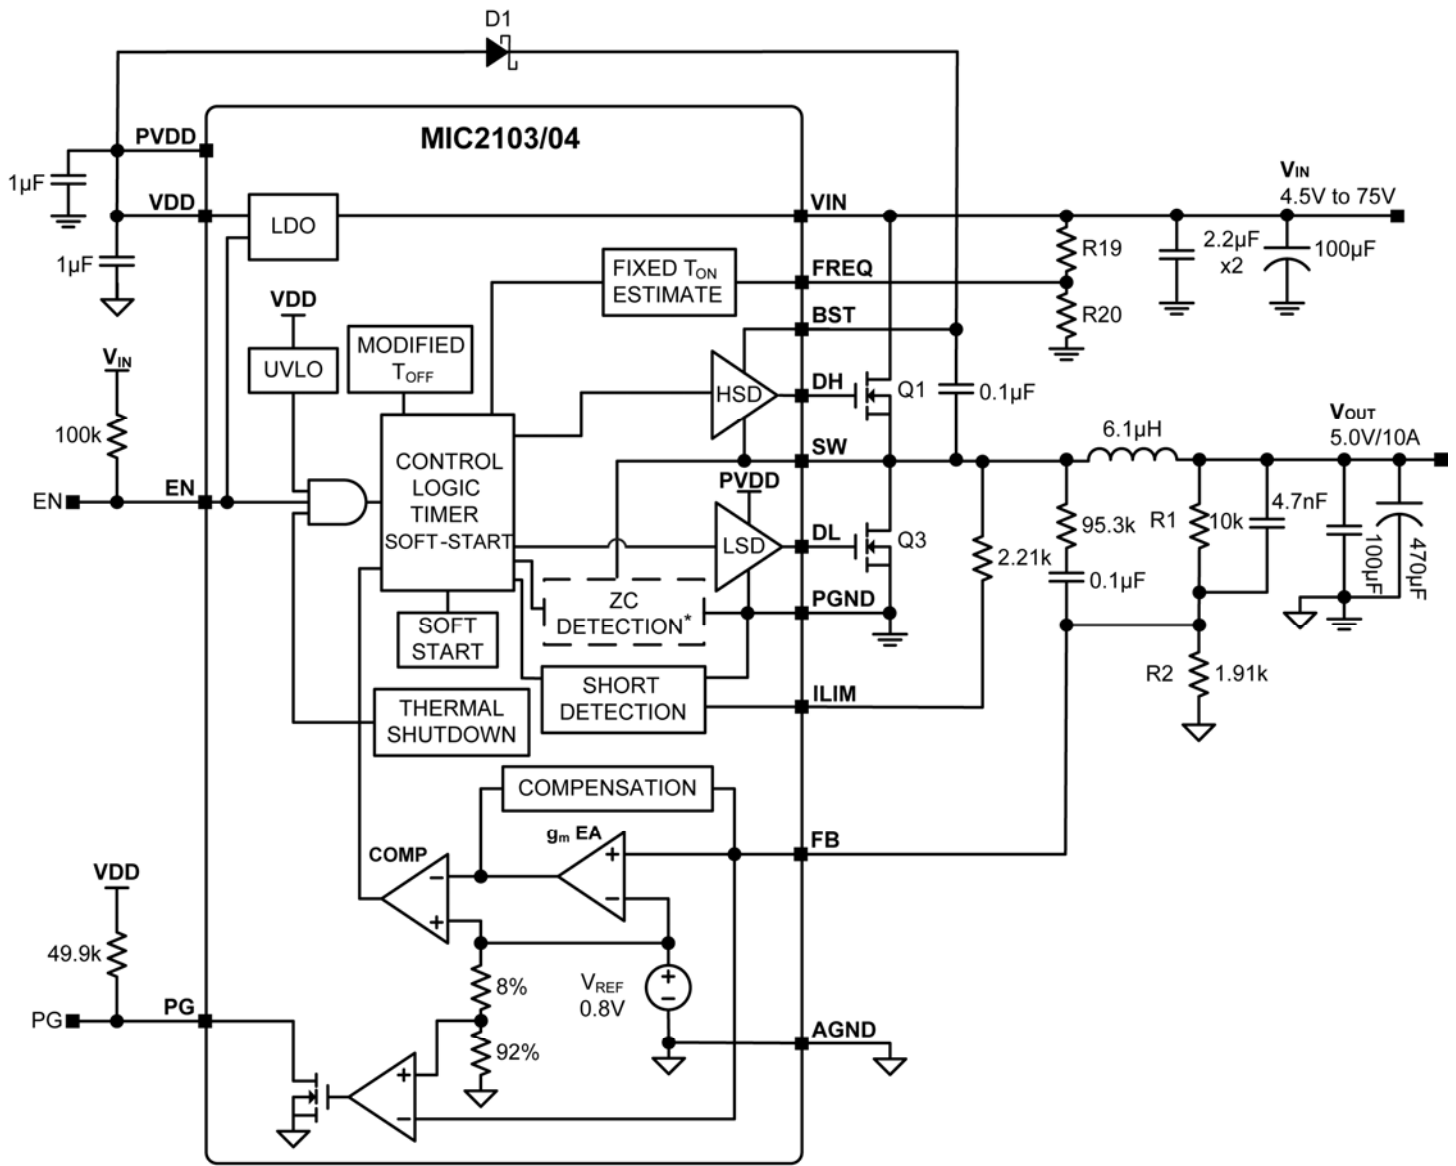 D1
MIC2103/04
PVDD
1µF
VDD
LDO
VIN
VIN
4.5V to 75V
1µF
FIXED TON
ESTIMATE
FREQ
R19
2.2µF
x2
100µF
VDD
BST
R20
UVLO
MODIFIED
TOFF
VIN
HSD
DH
Q1
0.1µF
100k
CONTROL
LOGIC
TIMER
SOFT-START
SW
6.1µH
VOUT
5.0V/10A
EN
EN
PVDD
LSD
DL
Q3
2.21k
95.3k
0.1µF
R1
10k
4.7nF
100µF
470µF
ZC
DETECTION*
PGND
SOFT
START
SHORT
DETECTION
ILIM
R2
1.91k
THERMAL
SHUTDOWN
COMPENSATION
gm EA
+
−
FB
COMP
−
+
VDD
49.9k
8%
VREF
0.8V
+
−
PG
PG
92%
AGND
+
−